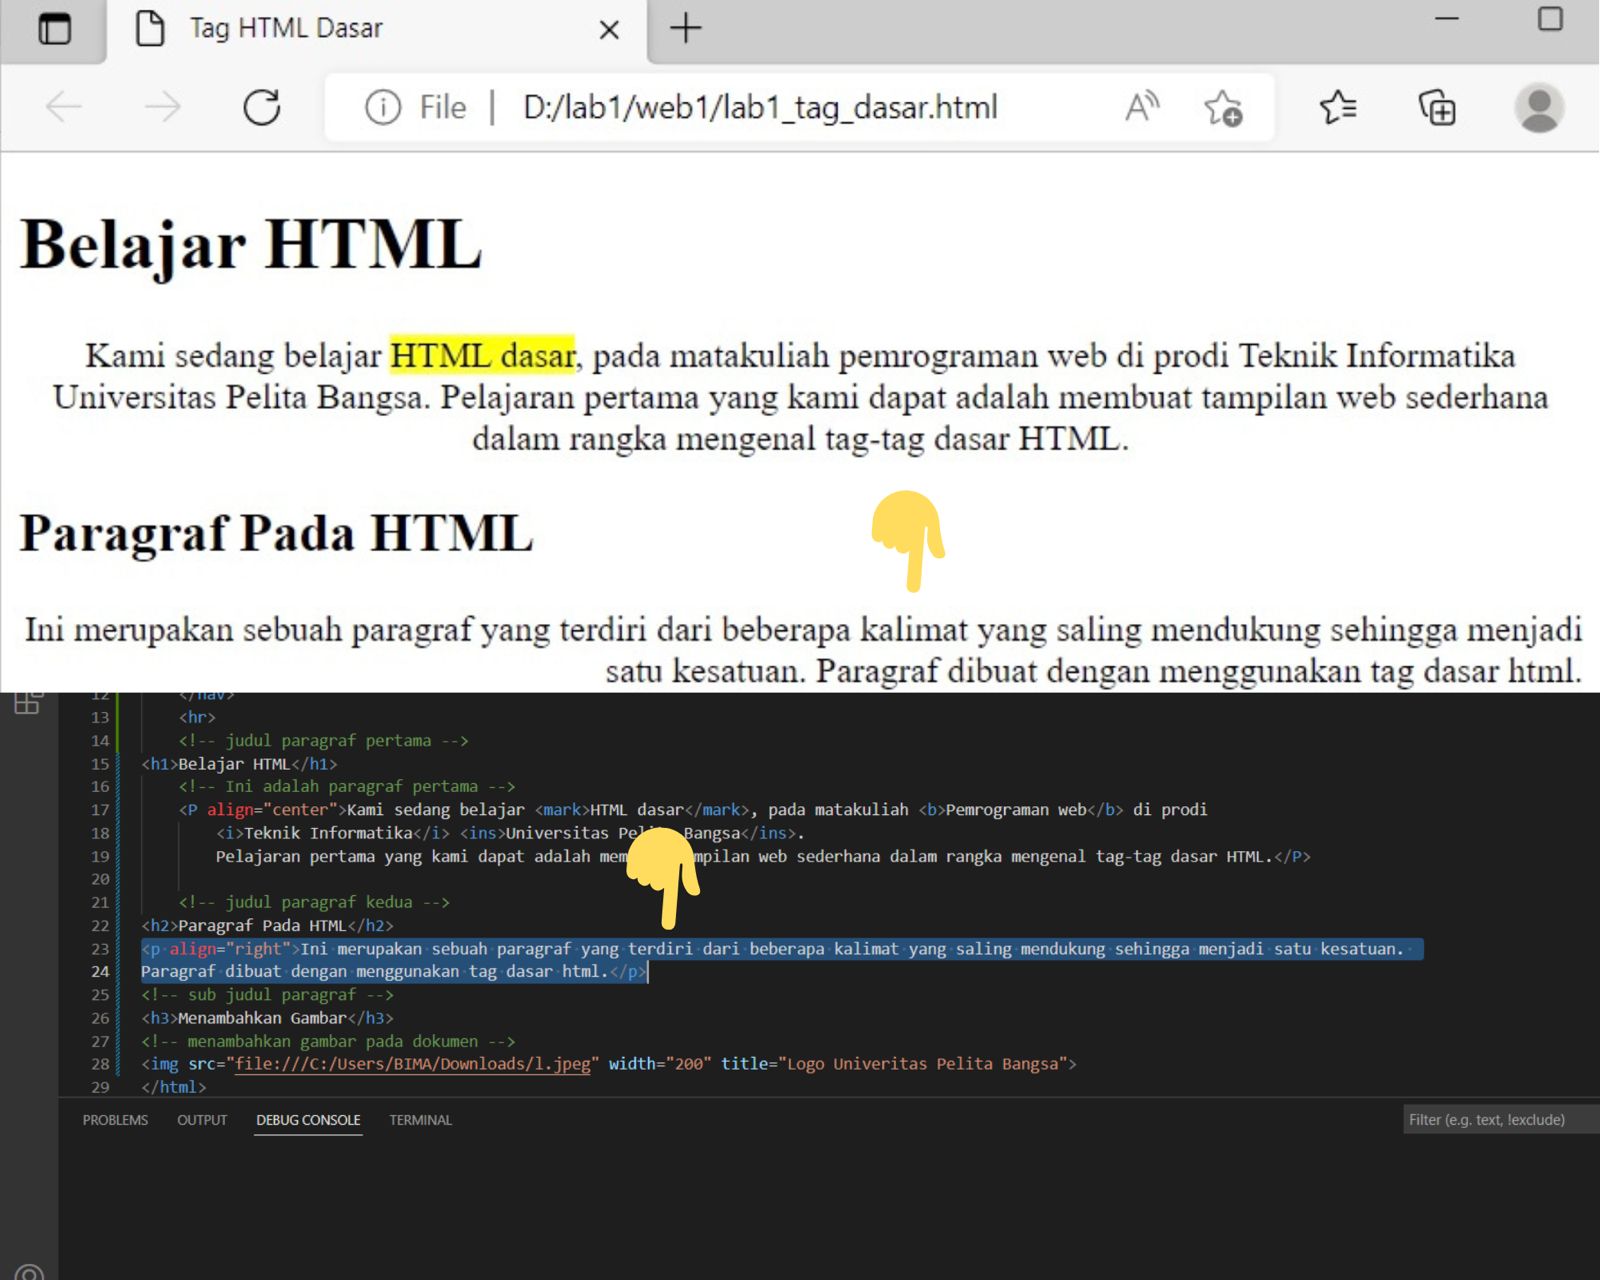 Tag HTML Dasar
File | D:/lab1/web1/lab1_tag_dasar.html
Belajar HTML
Kami sedang belajar HTML dasar, pada matakuliah pemrograman web di prodi Teknik Informatika
Universitas Pelita Bangsa. Pelajaran pertama yang kami dapat adalah membuat tampilan web sederhana
dalam rangka mengenal tag-tag dasar HTML.
Paragraf Pada HTML
Ini merupakan sebuah paragraf yang terdiri dari beberapa kalimat yang saling mendukung sehingga menjadi
satu kesatuan. Paragraf dibuat dengan menggunakan tag dasar html.
12 </nav>
13 <hr>
14 <!-- judul paragraf pertama -->
15 <h1>Belajar HTML</h1>
16 <!-- Ini adalah paragraf pertama -->
17 <P align="center">Kami sedang belajar <mark>HTML dasar</mark>, pada matakuliah <b>Pemrograman web</b> di prodi
18 <i>Teknik Informatika</i> <ins>Universitas Pelita Bangsa</ins>.
19 Pelajaran pertama yang kami dapat adalah mem mpilan web sederhana dalam rangka mengenal tag-tag dasar HTML.</P>
20
21 <!-- judul paragraf kedua -->
22 <h2>Paragraf Pada HTML</h2>
23 <p align="right">Ini merupakan sebuah paragraf yang terdiri dari beberapa kalimat yang saling mendukung sehingga menjadi satu kesatuan.
24 Paragraf dibuat dengan menggunakan tag dasar html.</p>
25 <!-- sub judul paragraf -->
26 <h3>Menambahkan Gambar</h3>
27 <!-- menambahkan gambar pada dokumen -->
28 <img src="file:///C:/Users/BIMA/Downloads/l.jpeg" width="200" title="Logo Univeritas Pelita Bangsa">
29 </html>
PROBLEMS OUTPUT DEBUG CONSOLE TERMINAL Filter (e.g. text, !exclude)